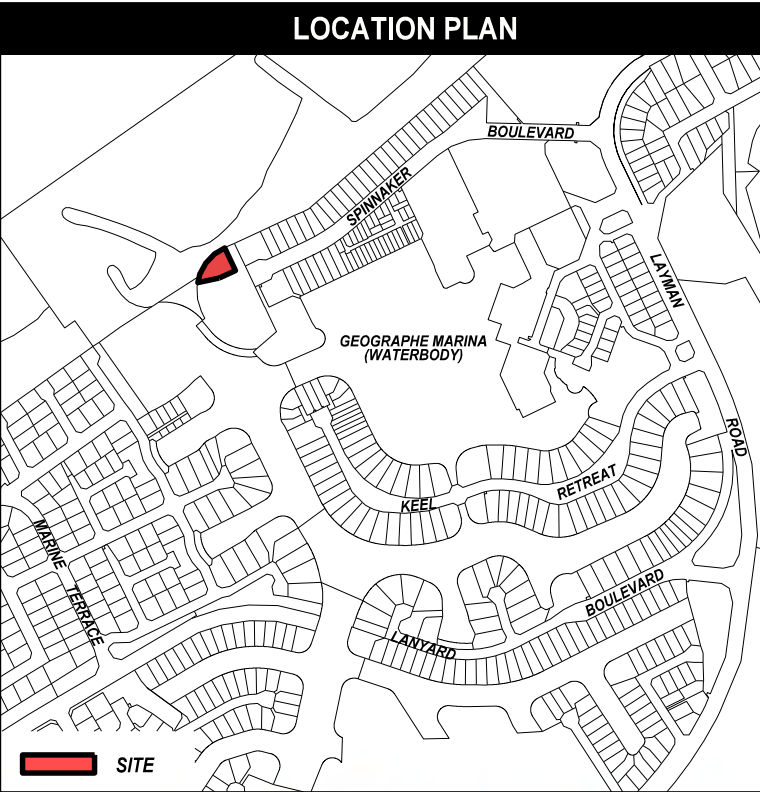 LOCATION PLAN
BOULEVARD
SPINNAKER
LAYMAN
GEOGRAPHE MARINA
(WATERBODY)
ROAD
RETREAT
KEEL
MARINE
TERRACE
BOULEVARD
LANYARD
SITE